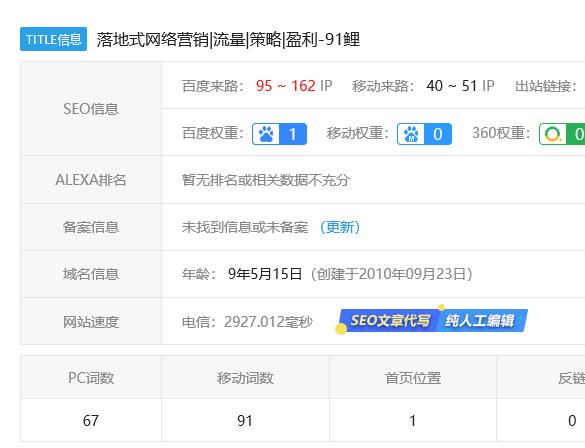 TITLE信息 落地式网络营销|流量|策略|盈利-91鲤
SEO信息
百度来路： 95 ~ 162 IP 移动来路： 40 ~ 51 IP 出站链接：
百度权重： 1 移动权重： 0 360权重： 0
ALEXA排名 暂无排名或相关数据不充分
备案信息 未找到信息或未备案 （更新）
域名信息 年龄： 9年5月15日（创建于2010年09月23日）
网站速度 电信：2927.012毫秒 SEO文章代写 纯人工编辑
PC词数 移动词数 首页位置 反链
67 91 1 0